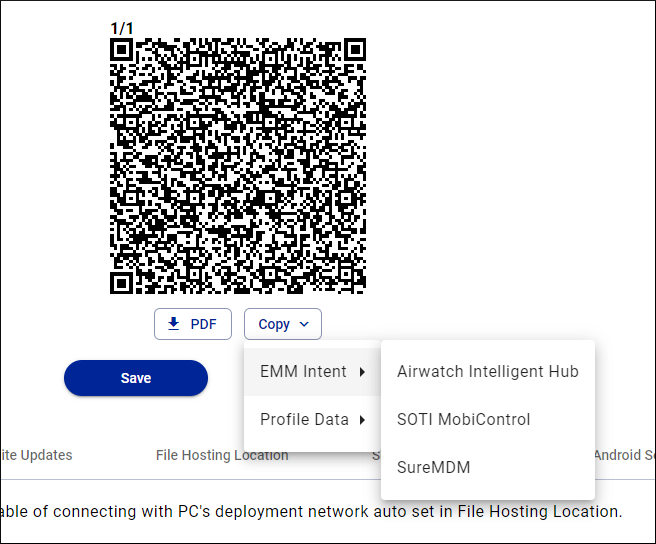 1/1
PDF
Copy
EMM Intent
Airwatch Intelligent Hub
Save
Profile Data
SOTI MobiControl
SureMDM
ite Updates
File Hosting Location
S
Android Se
able of connecting with PC's deployment network auto set in File Hosting Location.